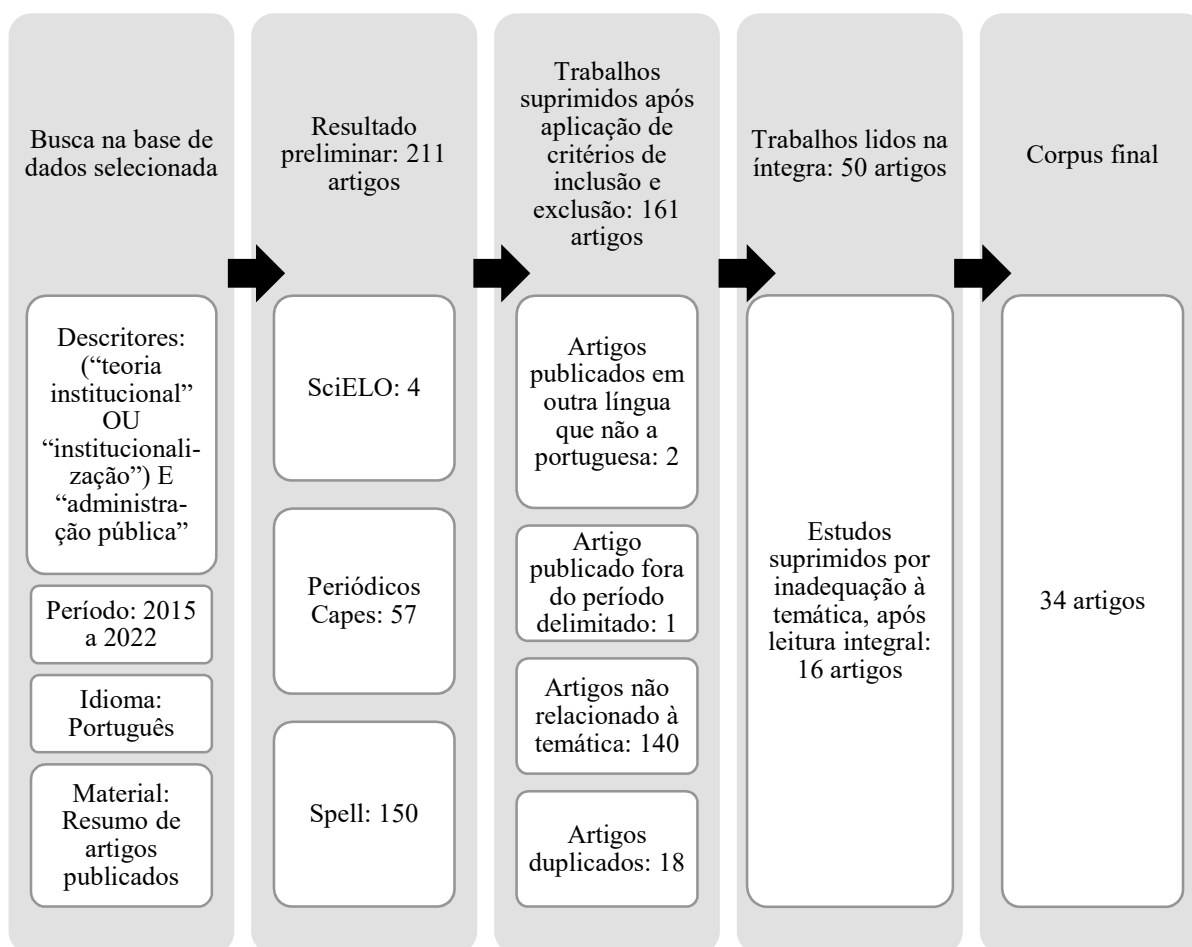 Busca na base de
dados selecionada
Descritores:
(“teoria
institucional”
OU
“institucionali-
zação”) E
“administra-
ção pública”
Período: 2015
a 2022
Idioma:
Português
Material:
Resumo de
artigos
publicados
Resultado
preliminar: 211
artigos
SciELO: 4
Periódicos
Capes: 57
Spell: 150
Trabalhos
suprimidos após
aplicação de
critérios de
inclusão e
exclusão: 161
artigos
Artigos
publicados em
outra língua
que não a
portuguesa: 2
Artigo
publicado fora
do período
delimitado: 1
Artigos não
relacionado à
temática: 140
Artigos
duplicados: 18
Trabalhos lidos na
íntegra: 50 artigos
Estudos
suprimidos por
inadequação à
temática, após
leitura integral:
16 artigos
Corpus final
34 artigos